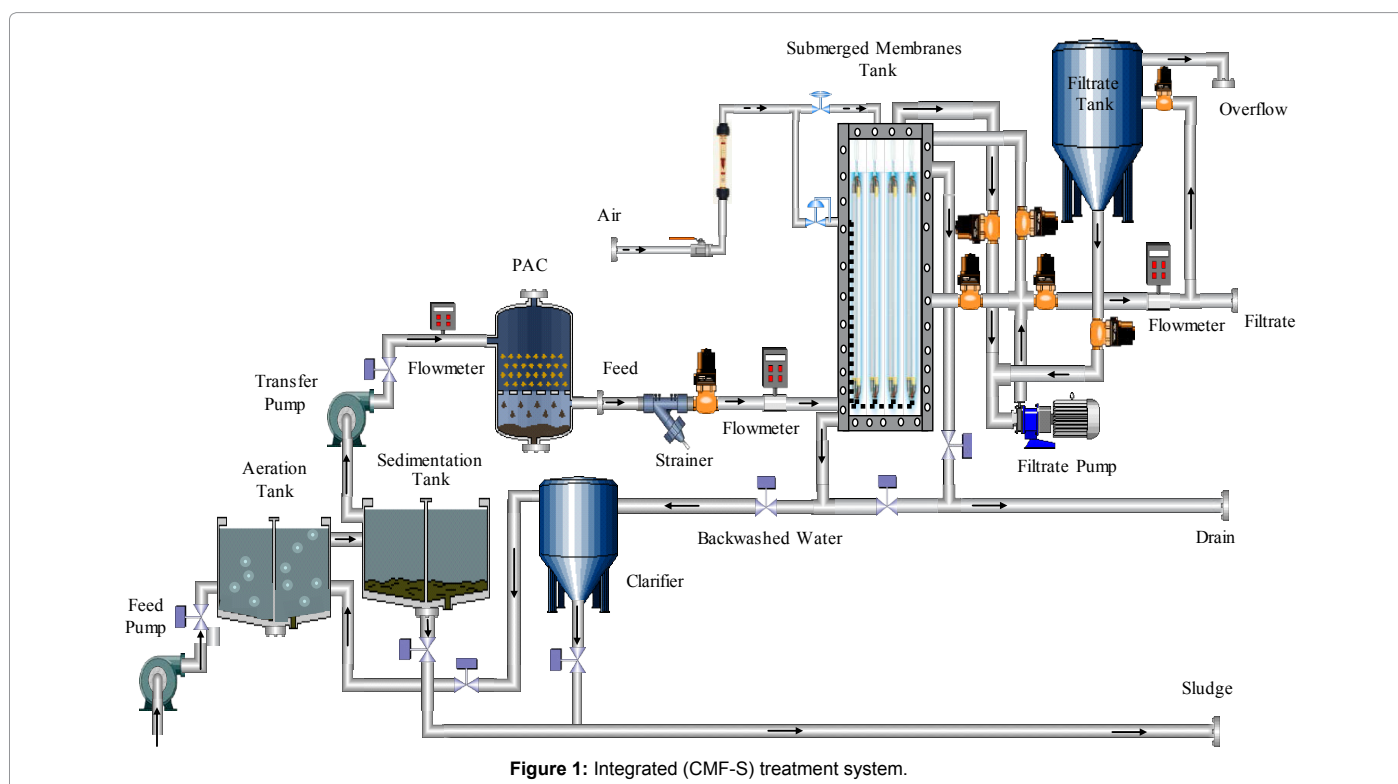 Submerged Membranes
Tank
Filtrate
Tank
Overflow
Air
PAC
Flowmeter
Feed
Flowmeter
Strainer
Flowmeter
Filtrate
Filtrate Pump
Transfer
Pump
Aeration
Tank
Sedimentation
Tank
Backwashed Water
Drain
Clarifier
Feed
Pump
Sludge
Figure 1: Integrated (CMF-S) treatment system.